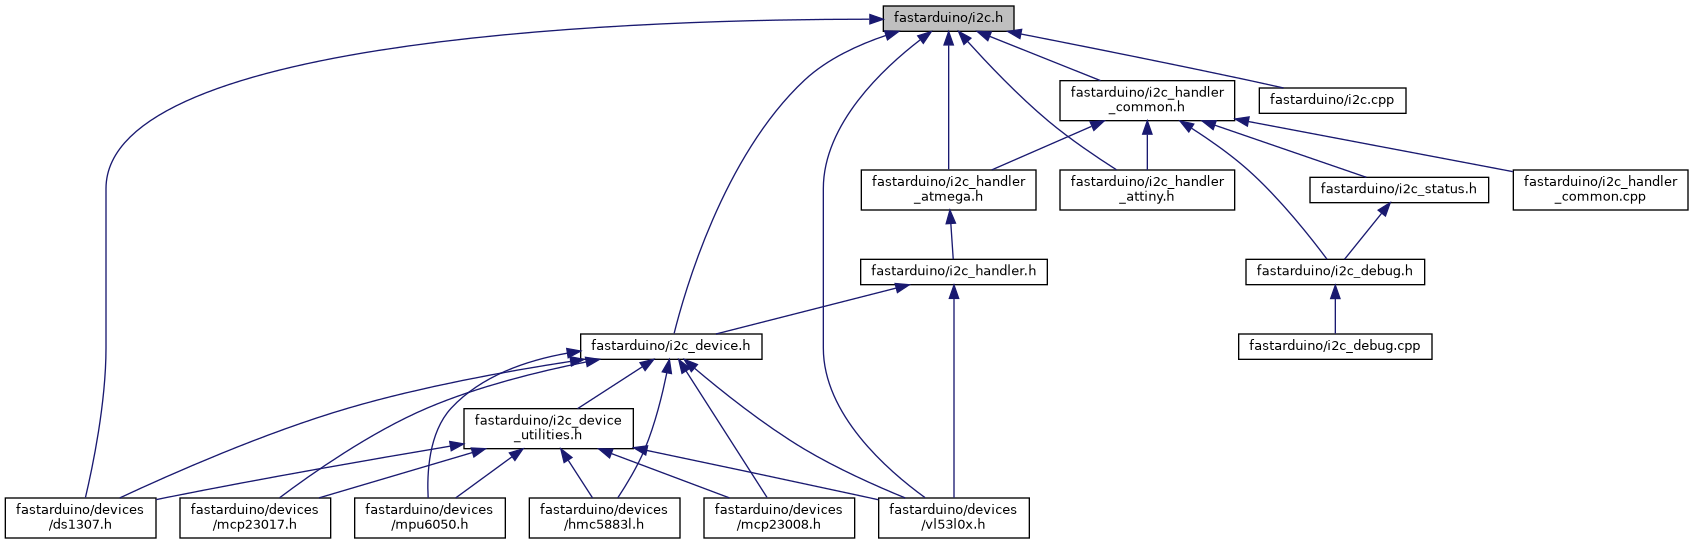 fastarduino/i2c.h
fastarduino/i2c_handler
_common.h
fastarduino/i2c.cpp
fastarduino/i2c_handler
_atmega.h
fastarduino/i2c_handler
_attiny.h
fastarduino/i2c_status.h
fastarduino/i2c_handler
_common.cpp
fastarduino/i2c_handler.h
fastarduino/i2c_debug.h
fastarduino/i2c_device.h
fastarduino/i2c_debug.cpp
fastarduino/i2c_device
_utilities.h
fastarduino/devices
/ds1307.h
fastarduino/devices
/mcp23017.h
fastarduino/devices
/mpu6050.h
fastarduino/devices
/hmc5883l.h
fastarduino/devices
/mcp23008.h
fastarduino/devices
/vl53l0x.h